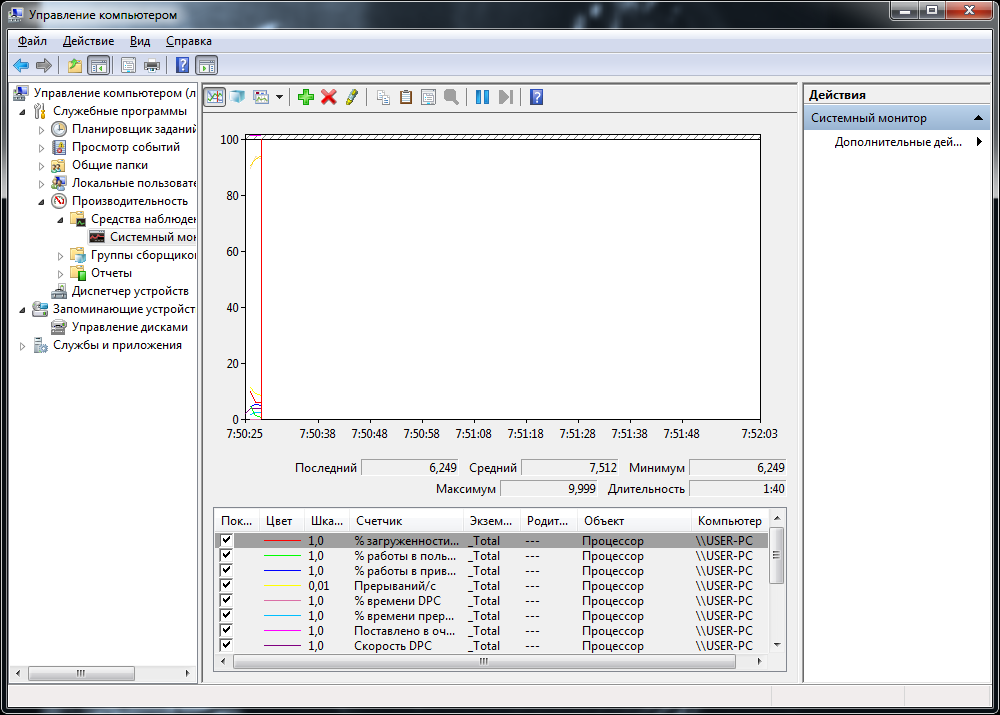 Управление компьютером
Файл Действие Вид Справка
Управление компьютером (л
Служебные программы
Планировщик заданий
Просмотр событий
Общие папки
Локальные пользовате
Производительность
Средства наблюден
Системный мон
Группы сборщико
Отчеты
Диспетчер устройств
Запоминающие устройст
Управление дисками
Службы и приложения
100
80
60
40
20
0
7:50:25 7:50:38 7:50:48 7:50:58 7:51:08 7:51:18 7:51:28 7:51:38 7:51:48 7:52:03
Последний 6,249 Средний 7,512 Минимум 6,249
Максимум 9,999 Длительность 1:40
Пок... Цвет Шка... Счетчик Экзем... Родит... Объект Компьютер
1,0 % загруженности... _Total --- Процессор \\USER-PC
1,0 % работы в поль... _Total --- Процессор \\USER-PC
1,0 % работы в прив... _Total --- Процессор \\USER-PC
0,01 Прерываний/с _Total --- Процессор \\USER-PC
1,0 % времени DPC _Total --- Процессор \\USER-PC
1,0 % времени прер... _Total --- Процессор \\USER-PC
1,0 Поставлено в оч... _Total --- Процессор \\USER-PC
1,0 Скорость DPC _Total --- Процессор \\USER-PC
Действия
Системный монитор
Дополнительные дей...